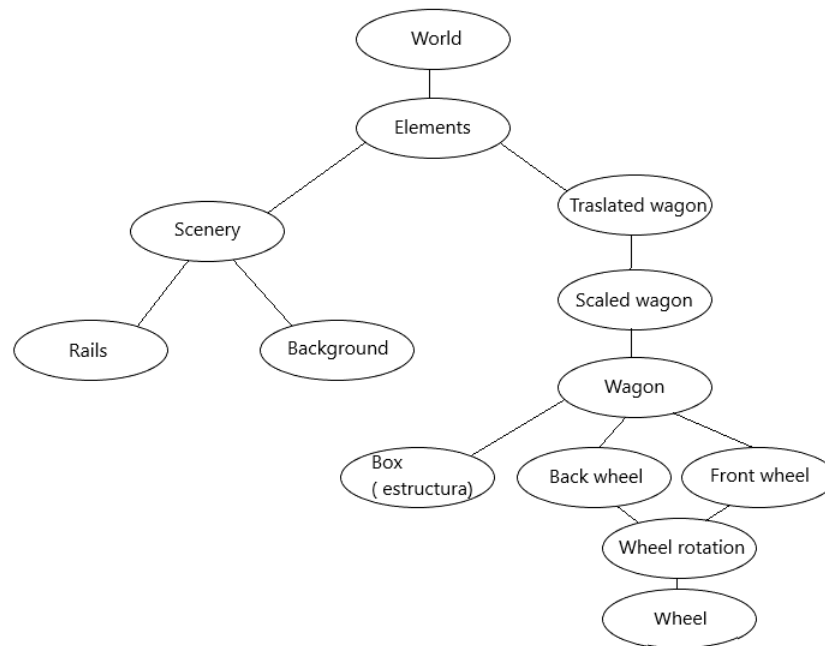 World
Elements
Traslated wagon
Scenery
Scaled wagon
Rails
Background
Wagon
Box
( estructura)
Back wheel
Front wheel
Wheel rotation
Wheel